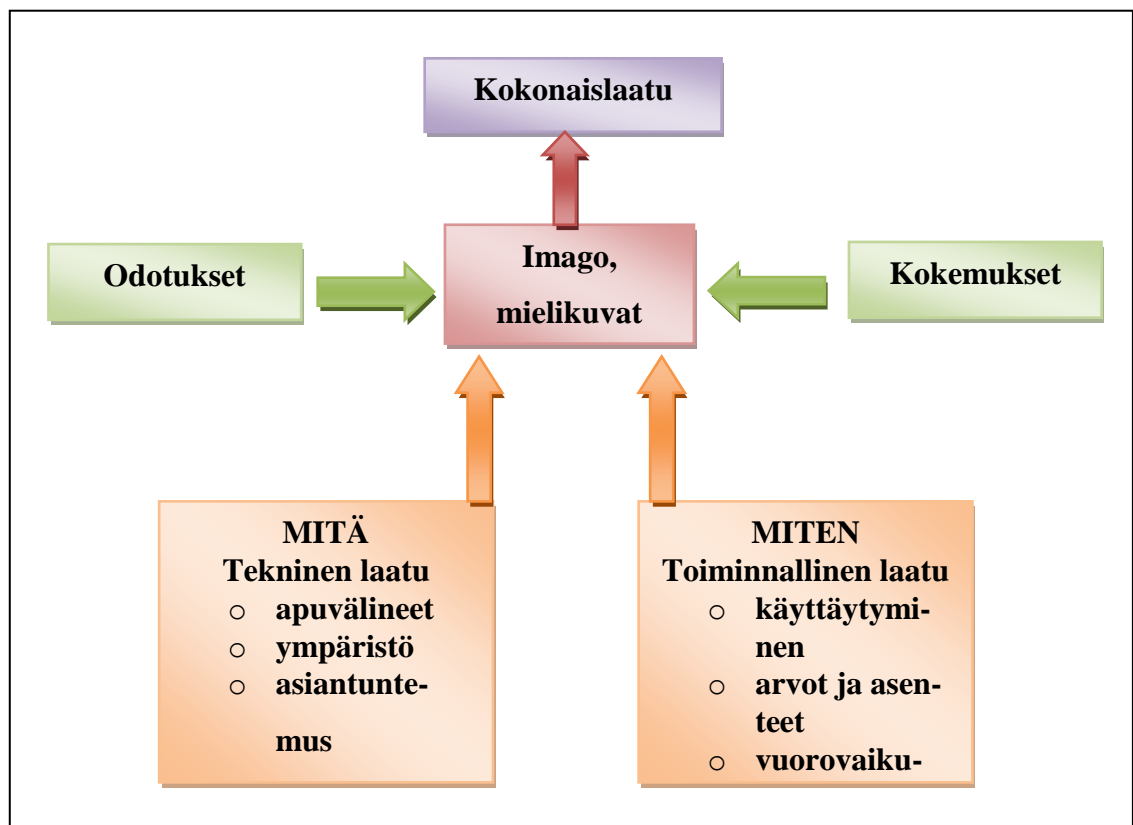 Kokonaislaatu
Odotukset
Imago,
mielikuvat
Kokemukset
MITÄ
Tekninen laatu
o apuvälineet
o ympäristö
o asiantunte-
mus
MITEN
Toiminnallinen laatu
o käyttäytymi-
nen
o arvot ja asen-
teet
o vuorovaiku-